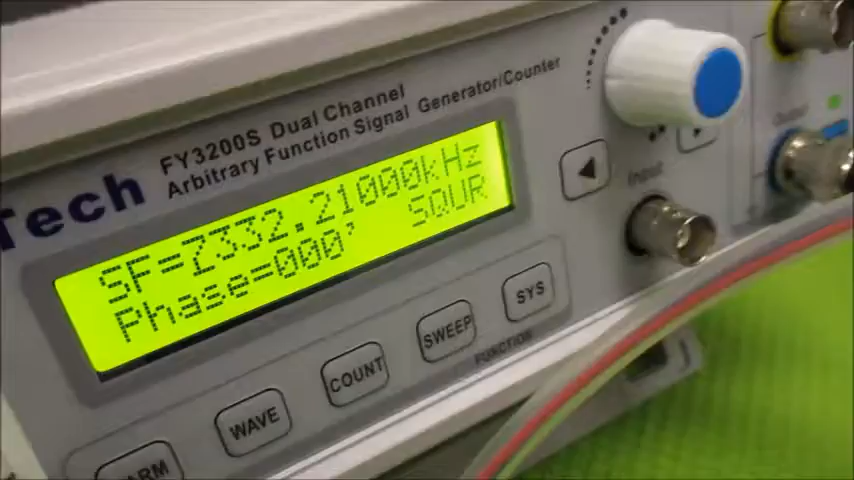 Tech
FY3200S Dual Channel
Arbitrary Function Signal Generator/Counter
SF=7332.21000kHz
Phase=000' SQUR
Input
SYS
SWEEP
COUNT
WAVE
FUNCTION